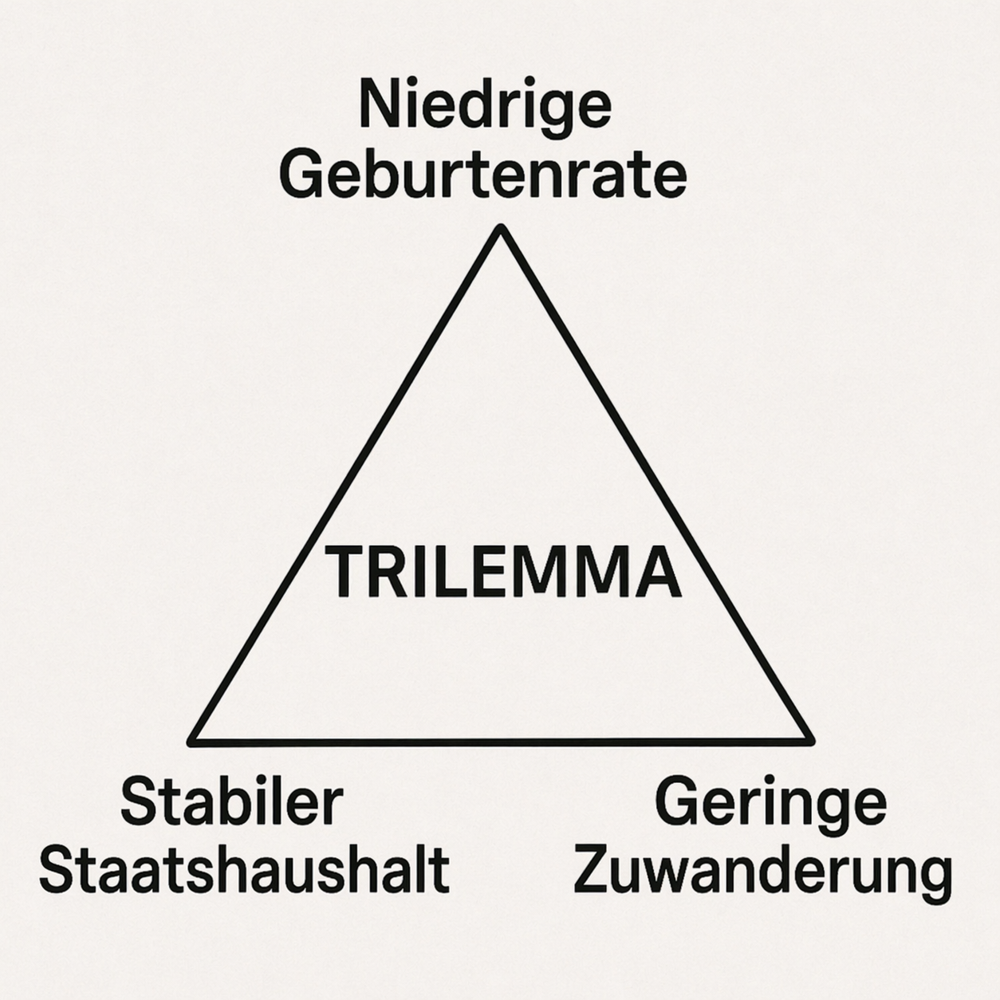 Niedrige
Geburtenrate
TRILEMMA
Stabiler
Staatshaushalt
Geringe
Zuwanderung